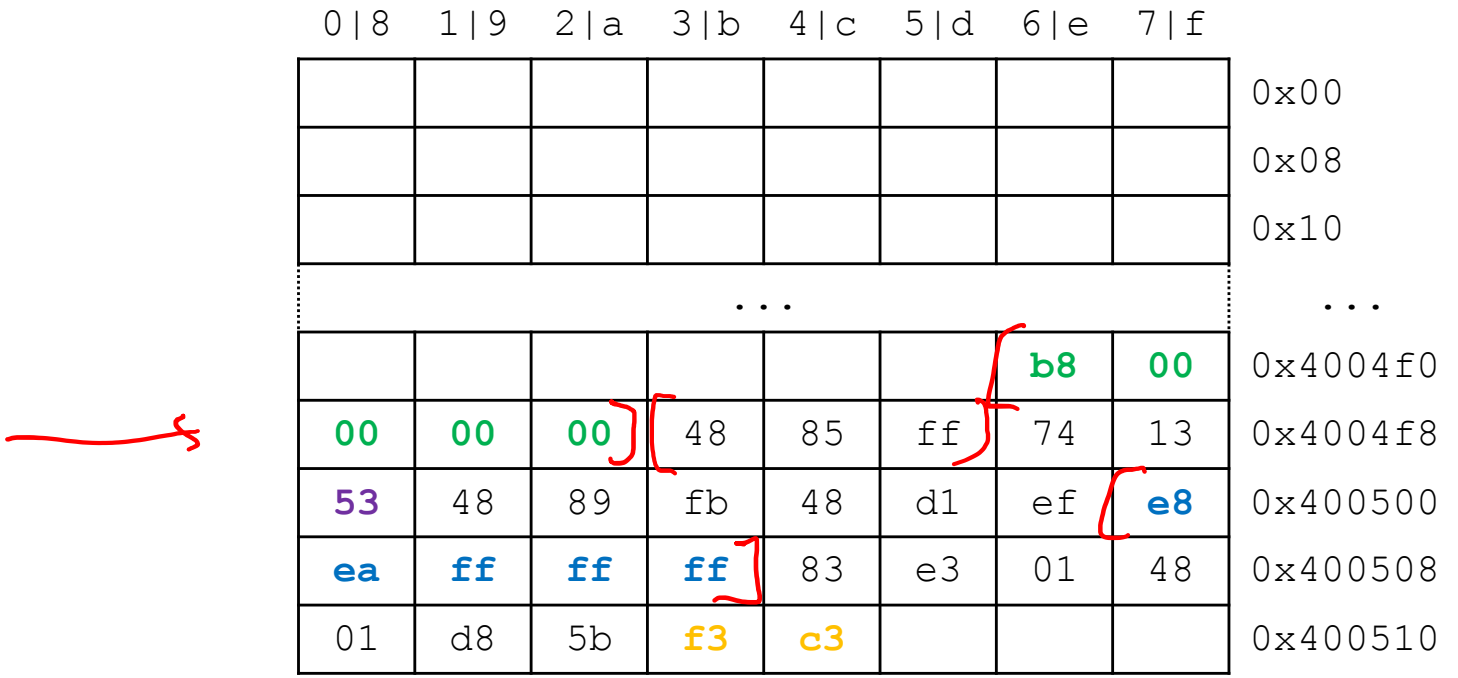 0|8 1|9 2|a 3|b 4|c 5|d 6|e 7|f
0x00
0x08
0x10
... ...
b8 00 0x4004f0
00 00 00 48 85 ff 74 13 0x4004f8
53 48 89 fb 48 d1 ef e8 0x400500
ea ff ff ff 83 e3 01 48 0x400508
01 d8 5b f3 c3 0x400510